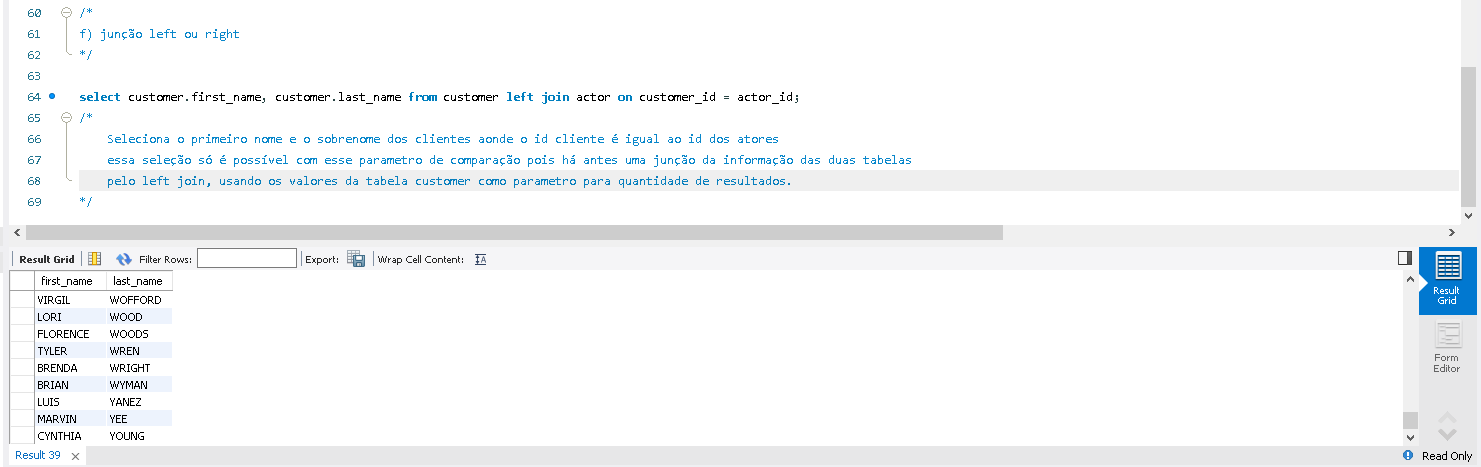 60 /*
61 f) junção left ou right
62 */
63
64 select customer.first_name, customer.last_name from customer left join actor on customer_id = actor_id;
65 /*
66 Seleciona o primeiro nome e o sobrenome dos clientes aonde o id cliente é igual ao id dos atores
67 essa seleção só é possível com esse parametro de comparação pois há antes uma junção da informação das duas tabelas
68 pelo left join, usando os valores da tabela customer como parametro para quantidade de resultados.
69 */
Result Grid Filter Rows: Export: Wrap Cell Content: IA
first_name last_name
VIRGIL WOFFORD
LORI WOOD
FLORENCE WOODS
TYLER WREN
BRENDA WRIGHT
BRIAN WYMAN
LUIS YANEZ
MARVIN YEE
CYNTHIA YOUNG
Result
Grid
Form
Editor
Result 39 Read Only